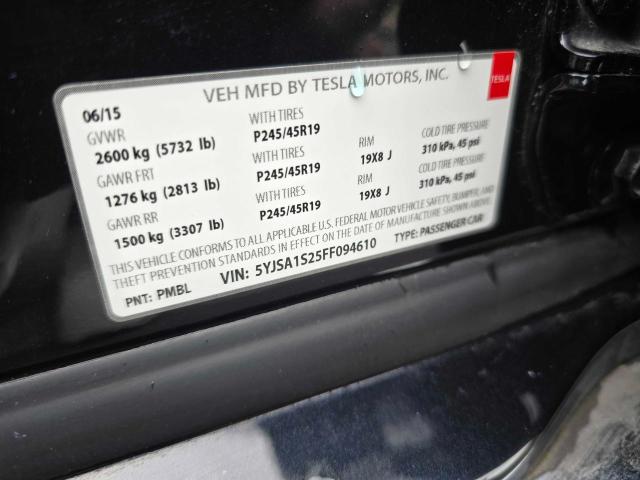 VEH MFD BY TESLA MOTORS, INC.
TESLA
06/15
GVWR
2600 kg (5732 lb)
WITH TIRES
P245/45R19
GAWR FRT
1276 kg (2813 lb)
WITH TIRES
P245/45R19
RIM
19X8 J
COLD TIRE PRESSURE
310 kPa, 45 psi
GAWR RR
1500 kg (3307 lb)
WITH TIRES
P245/45R19
RIM
19X8 J
COLD TIRE PRESSURE
310 kPa, 45 psi
THIS VEHICLE CONFORMS TO ALL APPLICABLE U.S. FEDERAL MOTOR VEHICLE SAFETY, BUMPER, AND
THEFT PREVENTION STANDARDS IN EFFECT ON THE DATE OF MANUFACTURE SHOWN ABOVE.
PNT: PMBL
VIN: 5YJSA1S25FF094610
TYPE: PASSENGER CAR